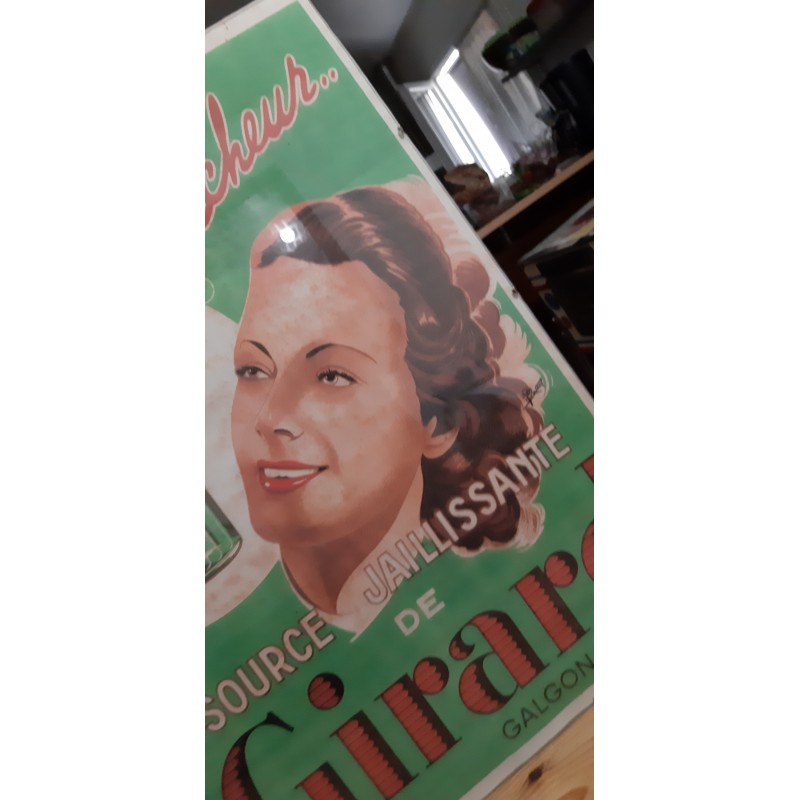 cheur..
SOURCE JAILLISSANTE
DE
Girard
GALGON